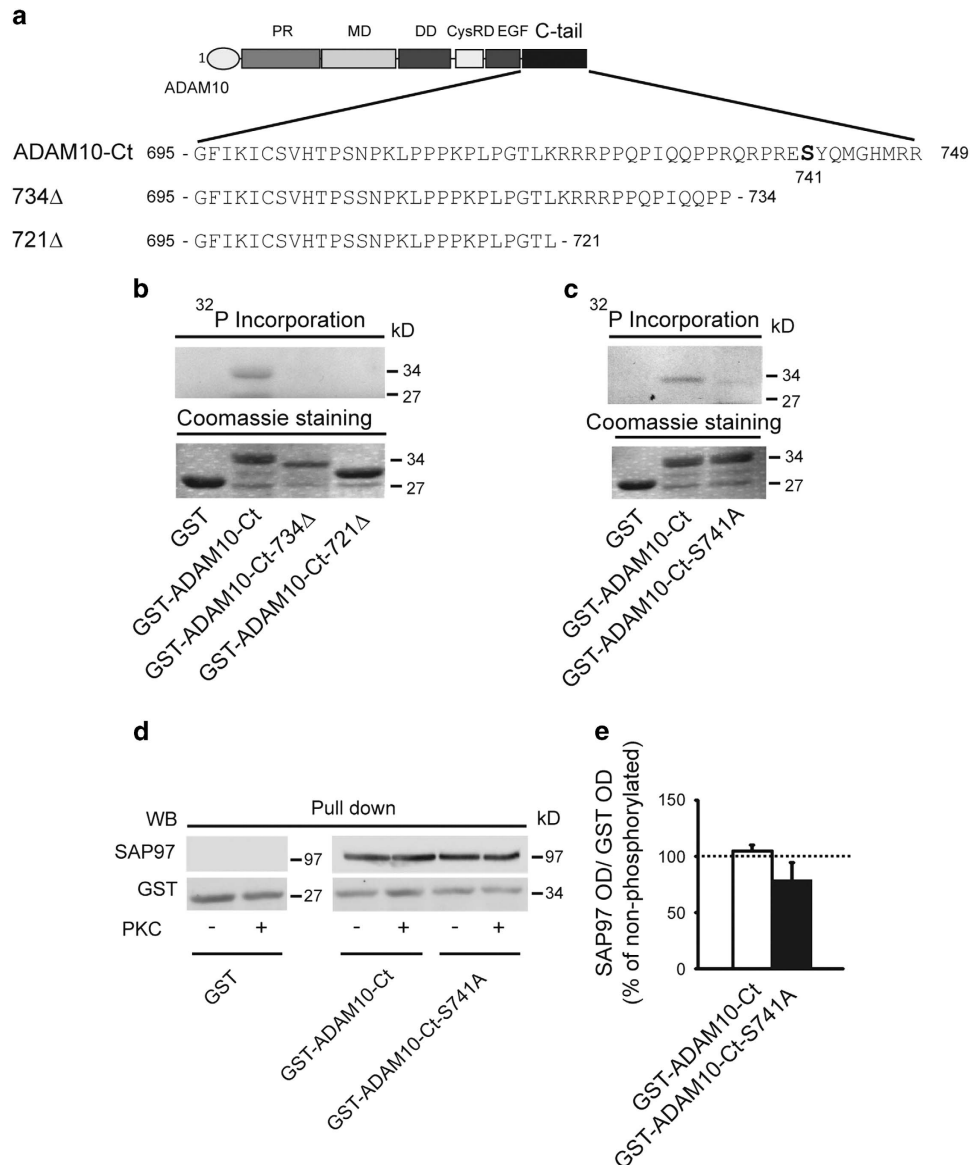 a
PR MD DD CysRD EGF C-tail
1
ADAM10
ADAM10-Ct 695 - GFIKICSVHTPSNPKLPPPKPLPGTLKRRRPPQPIQQPPRQRPRESYQMGHMRR 749
741
734Δ 695 - GFIKICSVHTPSNPKLPPPKPLPGTLKRRRPPQPIQQPP - 734
721Δ 695 - GFIKICSVHTPSSNPKLPPPKPLPGTL - 721
b
32P Incorporation
kD
34
27
Coomassie staining
34
27
GST
GST-ADAM10-Ct
GST-ADAM10-Ct-734Δ
GST-ADAM10-Ct-721Δ
c
32P Incorporation
kD
34
27
Coomassie staining
34
27
GST
GST-ADAM10-Ct
GST-ADAM10-Ct-S741A
d
Pull down
WB kD
SAP97 97 97
GST 27 34
PKC - + - + - +
GST
GST-ADAM10-Ct
GST-ADAM10-Ct-S741A
e
SAP97 OD/ GST OD
(% of non-phosphorylated)
150
100
50
0
GST-ADAM10-Ct
GST-ADAM10-Ct-S741A